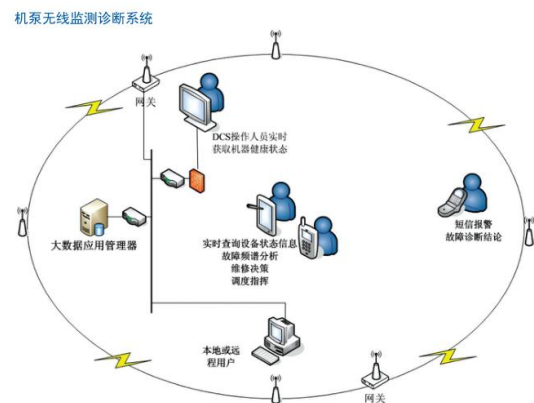 机泵无线监测诊断系统
网关
DCS操作人员实时
获取机器健康状态
大数据应用管理器
实时查询设备状态信息
故障频谱分析
维修决策
调度指挥
短信报警
故障诊断结论
本地或远
程用户
网关